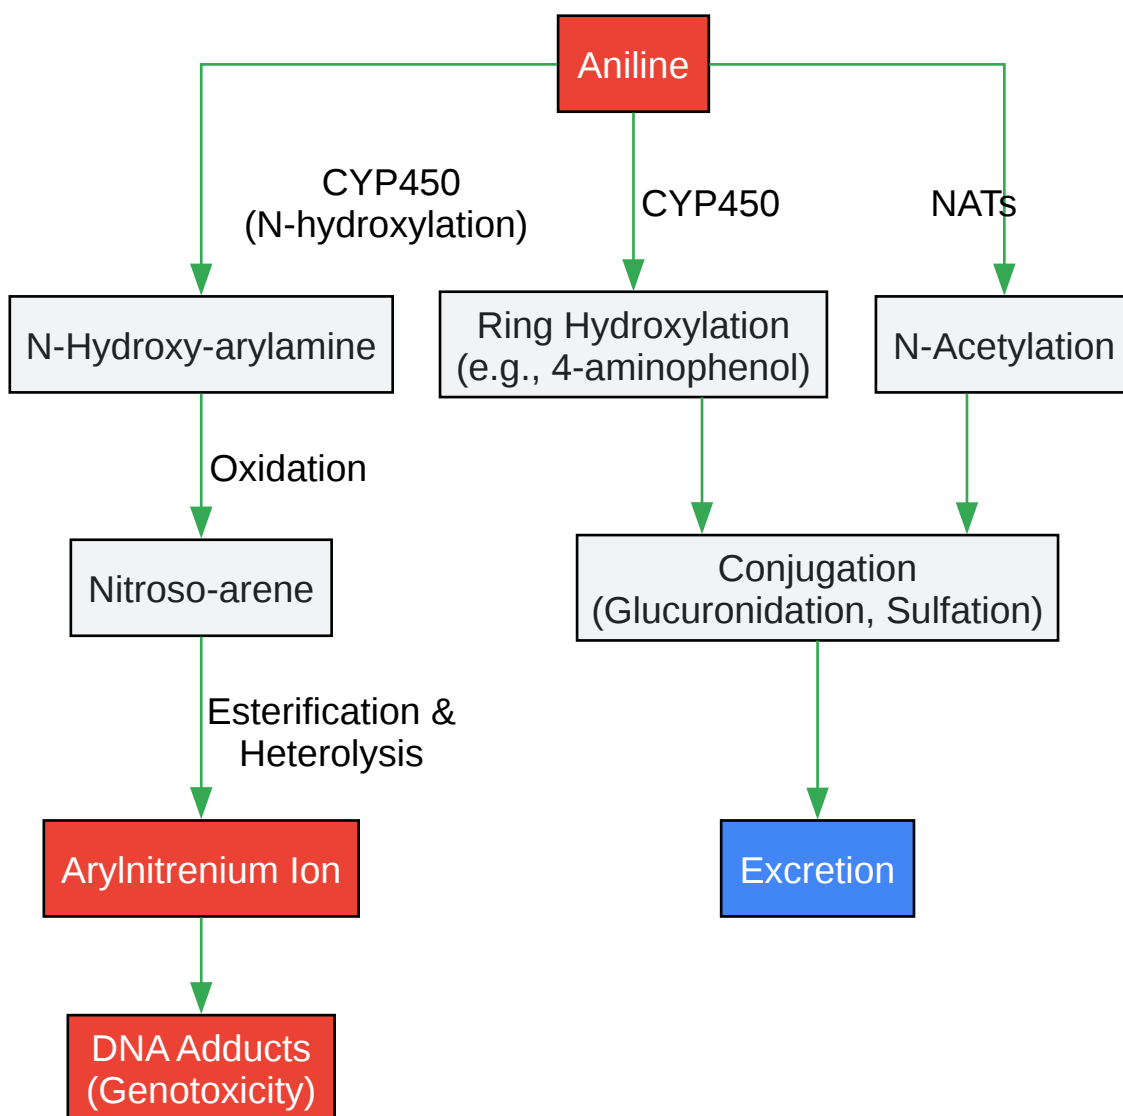 Aniline
CYP450
(N-hydroxylation)
CYP450
NATs
N-Hydroxy-arylamine
Ring Hydroxylation
(e.g., 4-aminophenol)
N-Acetylation
Oxidation
Nitroso-arene
Conjugation
(Glucuronidation, Sulfation)
Esterification &
Heterolysis
Arylnitrenium Ion
Excretion
DNA Adducts
(Genotoxicity)